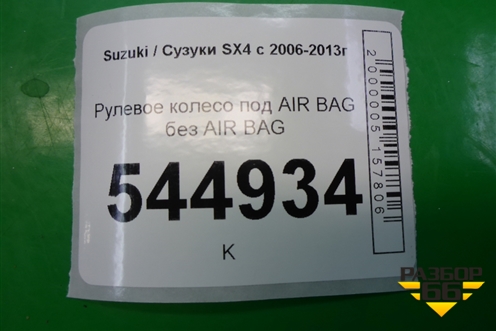 Suzuki / Сузуки SX4 с 2006-2013г
Рулевое колесо под AIR BAG
без AIR BAG
544934
К
2000005157806
РАЗБОР
66